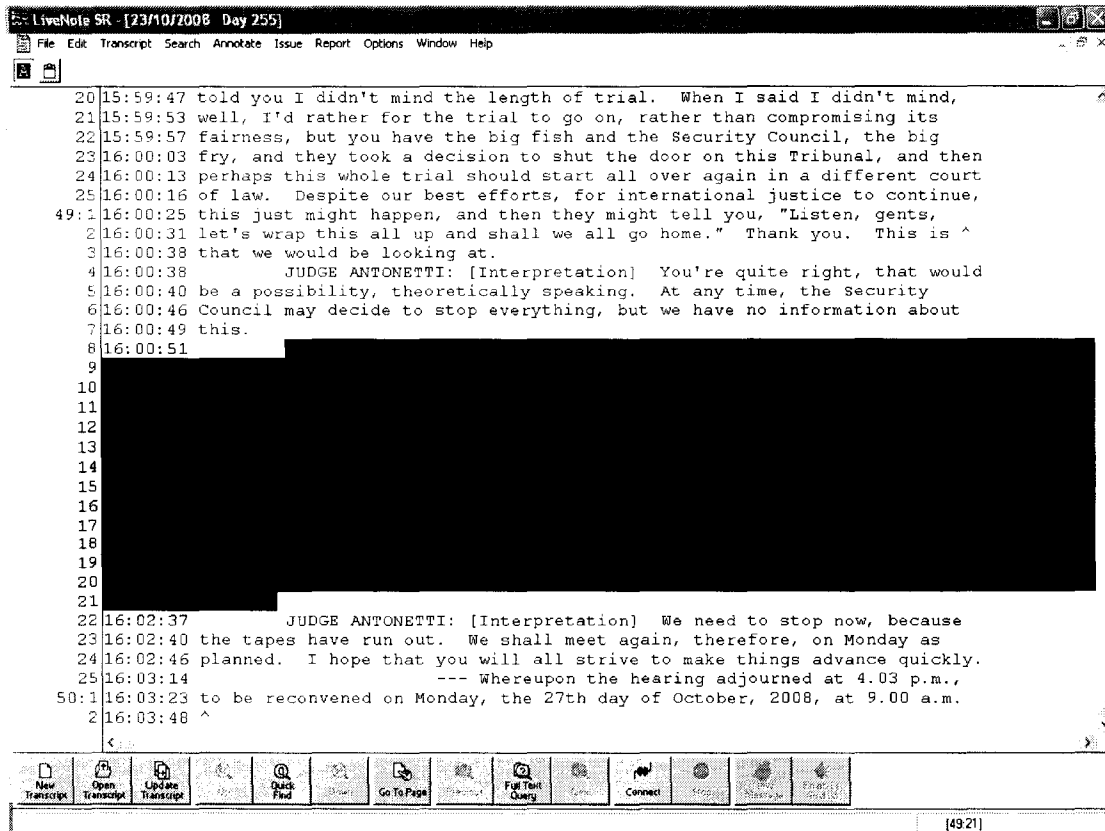 LiveNote SR - [23/10/2008 Day 255]
File Edit Transcript Search Annotate Issue Report Options Window Help
20 15:59:47 told you I didn't mind the length of trial. When I said I didn't mind,
21 15:59:53 well, I'd rather for the trial to go on, rather than compromising its
22 15:59:57 fairness, but you have the big fish and the Security Council, the big
23 16:00:03 fry, and they took a decision to shut the door on this Tribunal, and then
24 16:00:13 perhaps this whole trial should start all over again in a different court
25 16:00:16 of law. Despite our best efforts, for international justice to continue,
49:1 16:00:25 this just might happen, and then they might tell you, "Listen, gents,
2 16:00:31 let's wrap this all up and shall we all go home." Thank you. This is ^
3 16:00:38 that we would be looking at.
4 16:00:38 JUDGE ANTONETTI: [Interpretation] You're quite right, that would
5 16:00:40 be a possibility, theoretically speaking. At any time, the Security
6 16:00:46 Council may decide to stop everything, but we have no information about
7 16:00:49 this.
8 16:00:51
9
10
11
12
13
14
15
16
17
18
19
20
21
22 16:02:37 JUDGE ANTONETTI: [Interpretation] We need to stop now, because
23 16:02:40 the tapes have run out. We shall meet again, therefore, on Monday as
24 16:02:46 planned. I hope that you will all strive to make things advance quickly.
25 16:03:14 --- Whereupon the hearing adjourned at 4.03 p.m.,
50:1 16:03:23 to be reconvened on Monday, the 27th day of October, 2008, at 9.00 a.m.
2 16:03:48 ^
New Transcript Open Transcript Update Transcript Quick Find Go To Page Full Text Query Connect
[49:21]